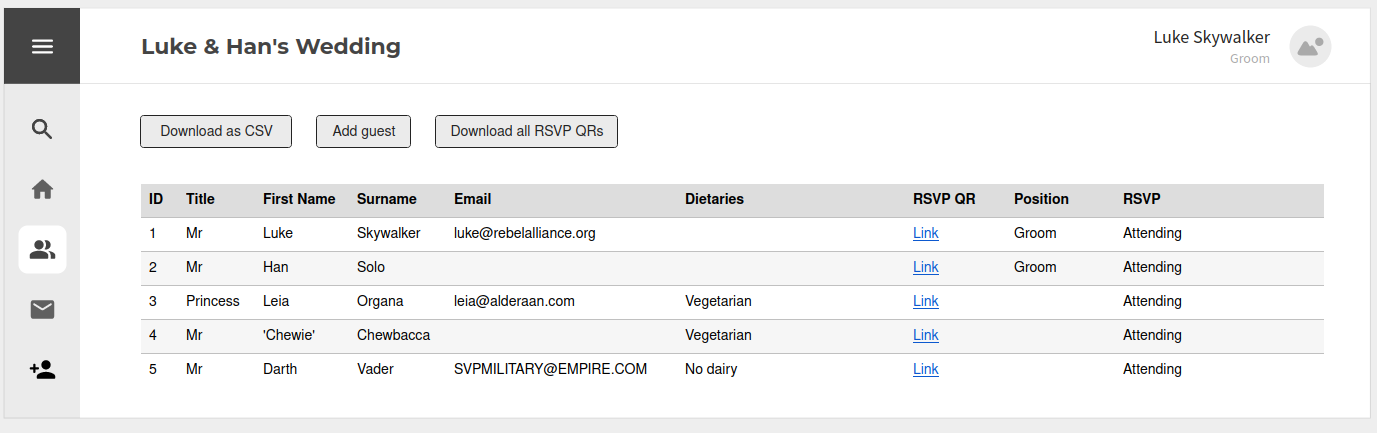 Luke & Han's Wedding
Luke Skywalker
Groom
Download as CSV Add guest Download all RSVP QRs
ID Title First Name Surname Email Dietaries RSVP QR Position RSVP
1 Mr Luke Skywalker luke@rebelalliance.org Link Groom Attending
2 Mr Han Solo Link Groom Attending
3 Princess Leia Organa leia@alderaan.com Vegetarian Link Attending
4 Mr 'Chewie' Chewbacca Vegetarian Link Attending
5 Mr Darth Vader SVPMILITARY@EMPIRE.COM No dairy Link Attending